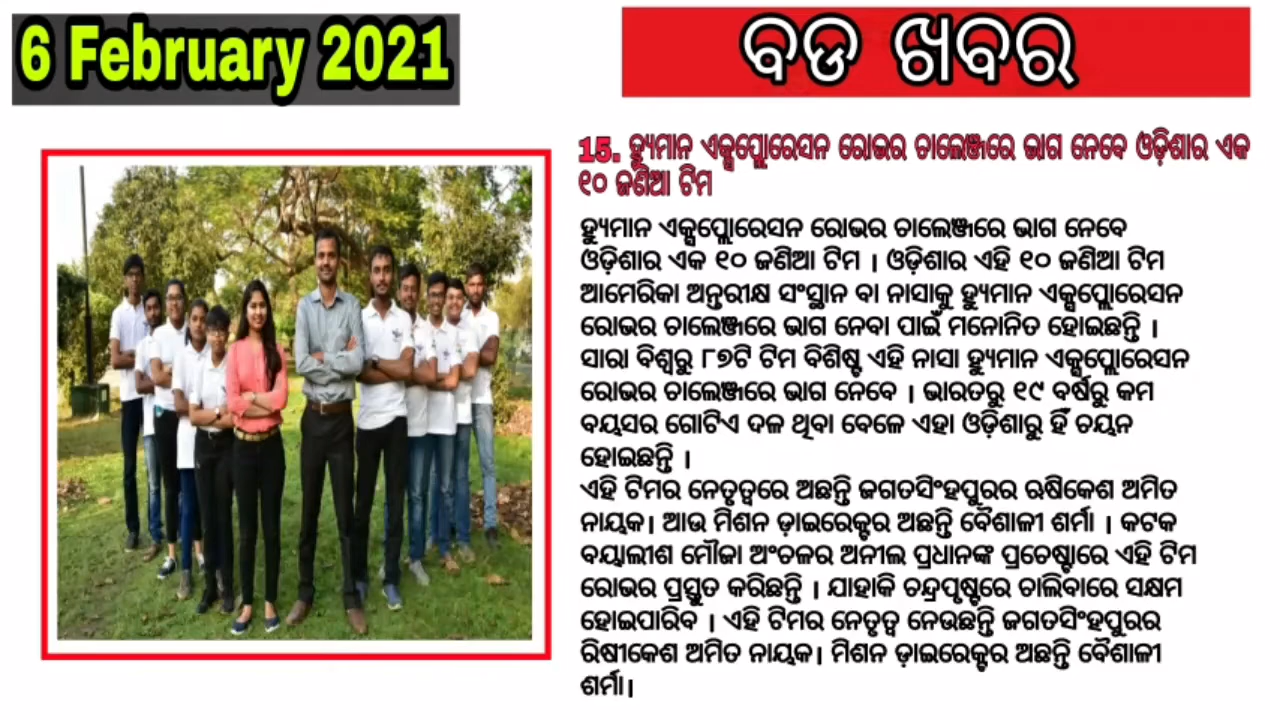 6 February 2021
ବଡ ଖବର
15. ହ୍ୟୁମାନ ଏକ୍ସପ୍ଲୋରେସନ ରୋଭର ଚାଲେଞ୍ଜରେ ଭାଗ ନେବେ ଓଡ଼ିଶାର ଏକ
୧୦ ଜଣିଆ ଟିମ
ହ୍ୟୁମାନ ଏକ୍ସପ୍ଲୋରେସନ ରୋଭର ଚାଲେଞ୍ଜରେ ଭାଗ ନେବେ
ଓଡ଼ିଶାର ଏକ ୧୦ ଜଣିଆ ଟିମ । ଓଡ଼ିଶାର ଏହି ୧୦ ଜଣିଆ ଟିମ
ଆମେରିକା ଅନ୍ତରୀକ୍ଷ ସଂସ୍ଥାନ ବା ନାସାକୁ ହ୍ୟୁମାନ ଏକ୍ସପ୍ଲୋରେସନ
ରୋଭର ଚାଲେଞ୍ଜରେ ଭାଗ ନେବା ପାଇଁ ମନୋନିତ ହୋଇଛନ୍ତି ।
ସାରା ବିଶ୍ୱରୁ ୮୭ଟି ଟିମ ବିଶିଷ୍ଟ ଏହି ନାସା ହ୍ୟୁମାନ ଏକ୍ସପ୍ଲୋରେସନ
ରୋଭର ଚାଲେଞ୍ଜରେ ଭାଗ ନେବେ । ଭାରତରୁ ୧୯ ବର୍ଷରୁ କମ
ବୟସର ଗୋଟିଏ ଦଳ ଥିବା ବେଳେ ଏହା ଓଡ଼ିଶାରୁ ହିଁ ଚୟନ
ହୋଇଛନ୍ତି ।
ଏହି ଟିମର ନେତୃତ୍ୱରେ ଅଛନ୍ତି ଜଗତସିଂହପୁରର ଋଷିକେଶ ଅମିତ
ନାୟକ। ଆଉ ମିଶନ ଡ଼ାଇରେକ୍ଟର ଅଛନ୍ତି ବୈଶାଳୀ ଶର୍ମା । କଟକ
ବୟାଲୀଶ ମୌଜା ଅଂଚଳର ଅନୀଲ ପ୍ରଧାନଙ୍କ ପ୍ରଚେଷ୍ଟାରେ ଏହି ଟିମ
ରୋଭର ପ୍ରସ୍ତୁତ କରିଛନ୍ତି । ଯାହାକି ଚନ୍ଦ୍ରପୃଷ୍ଟରେ ଚାଲିବାରେ ସକ୍ଷମ
ହୋଇପାରିବ । ଏହି ଟିମର ନେତୃତ୍ୱ ନେଉଛନ୍ତି ଜଗତସିଂହପୁରର
ରିଷୀକେଶ ଅମିତ ନାୟକ। ମିଶନ ଡ଼ାଇରେକ୍ଟର ଅଛନ୍ତି ବୈଶାଳୀ
ଶର୍ମା।